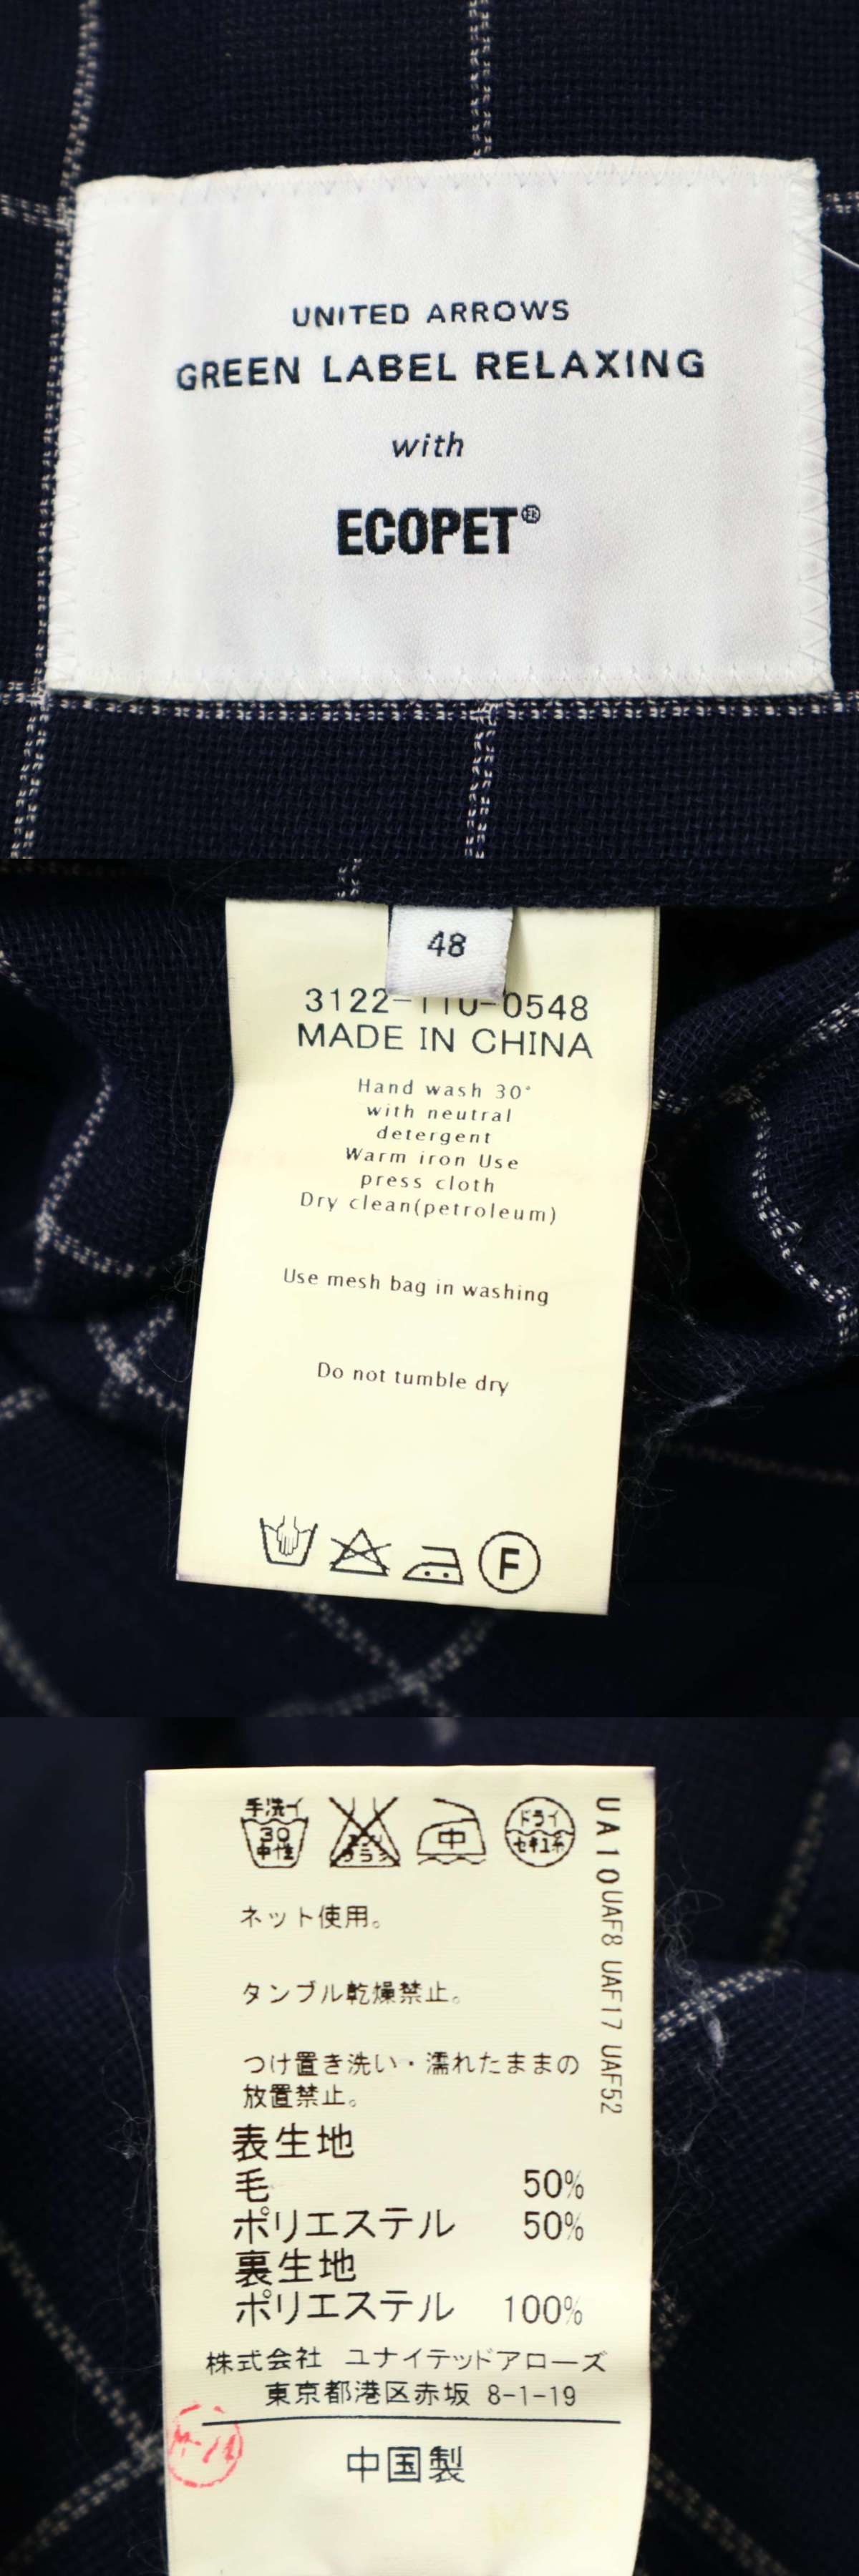 UNITED ARROWS
GREEN LABEL RELAXING
with
ECOPET®
48
3122-110-0548
MADE IN CHINA
Hand wash 30°
with neutral
detergent
Warm iron Use
press cloth
Dry clean(petroleum)
Use mesh bag in washing
Do not tumble dry
F
手洗イ
30
中性
中
ドライ
セキユ系
UA10 UAF8 UAF17 UAF52
ネット使用。
タンブル乾燥禁止。
つけ置き洗い・濡れたままの
放置禁止。
表生地
毛 50%
ポリエステル 50%
裏生地
ポリエステル 100%
株式会社 ユナイテッドアローズ
東京都港区赤坂 8-1-19
中国製